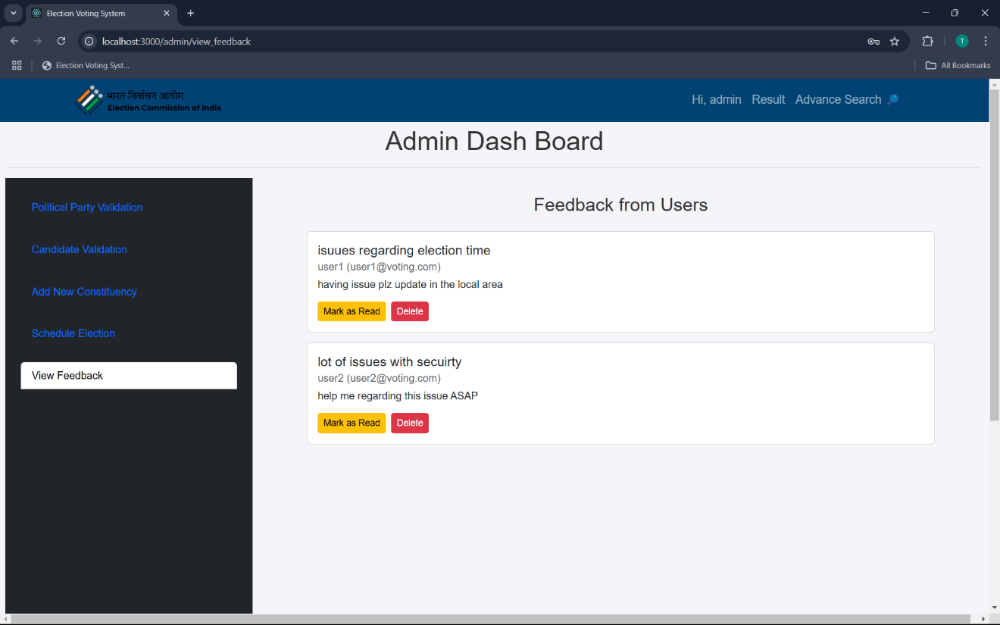 Election Voting System
localhost:3000/admin/view_feedback
T
Election Voting Syst...
All Bookmarks
भारत निर्वाचन आयोग
Election Commission of India
Hi, admin Result Advance Search
Admin Dash Board
Political Party Validation
Candidate Validation
Add New Constituency
Schedule Election
View Feedback
Feedback from Users
isuues regarding election time
user1 (user1@voting.com)
having issue plz update in the local area
Mark as Read Delete
lot of issues with secuirty
user2 (user2@voting.com)
help me regarding this issue ASAP
Mark as Read Delete